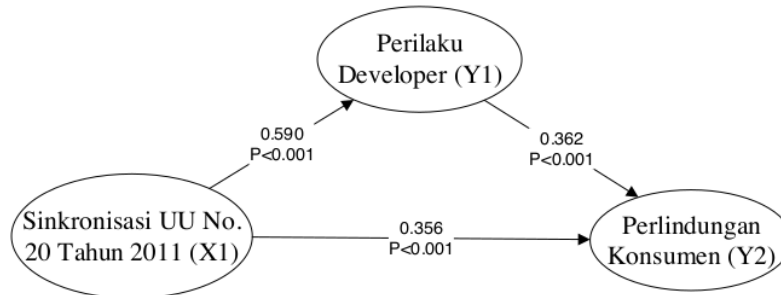 Perilaku
Developer (Y1)
0.590
P<0.001
0.362
P<0.001
Sinkronisasi UU No.
20 Tahun 2011 (X1)
0.356
P<0.001
Perlindungan
Konsumen (Y2)